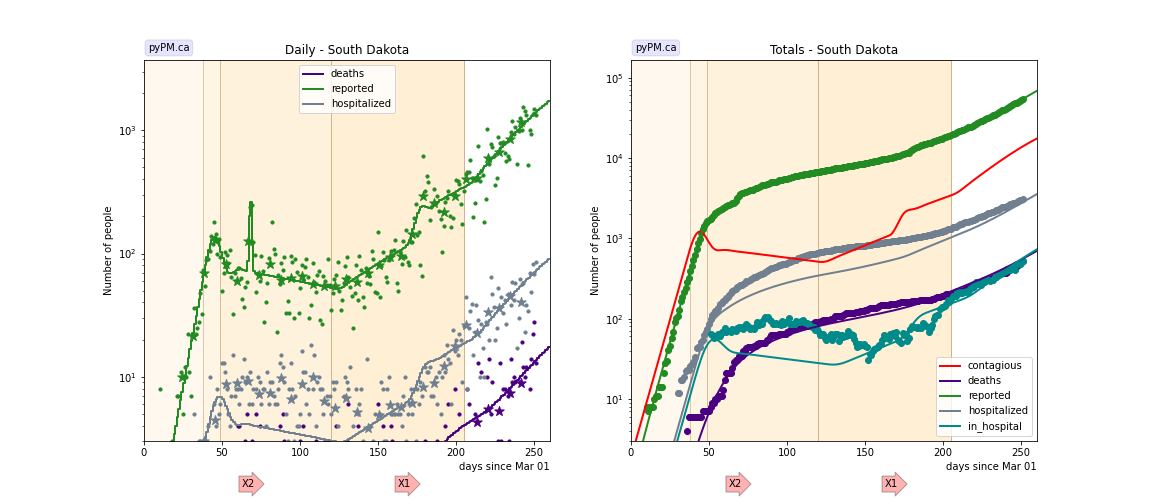 pyPM.ca
Daily - South Dakota
deaths
reported
hospitalized
Number of people
10³
10²
10¹
0 50 100 150 200 250
days since Mar 01
X2 X1
pyPM.ca
Totals - South Dakota
Number of people
10⁵
10⁴
10³
10²
10¹
contagious
deaths
reported
hospitalized
in_hospital
0 50 100 150 200 250
days since Mar 01
X2 X1